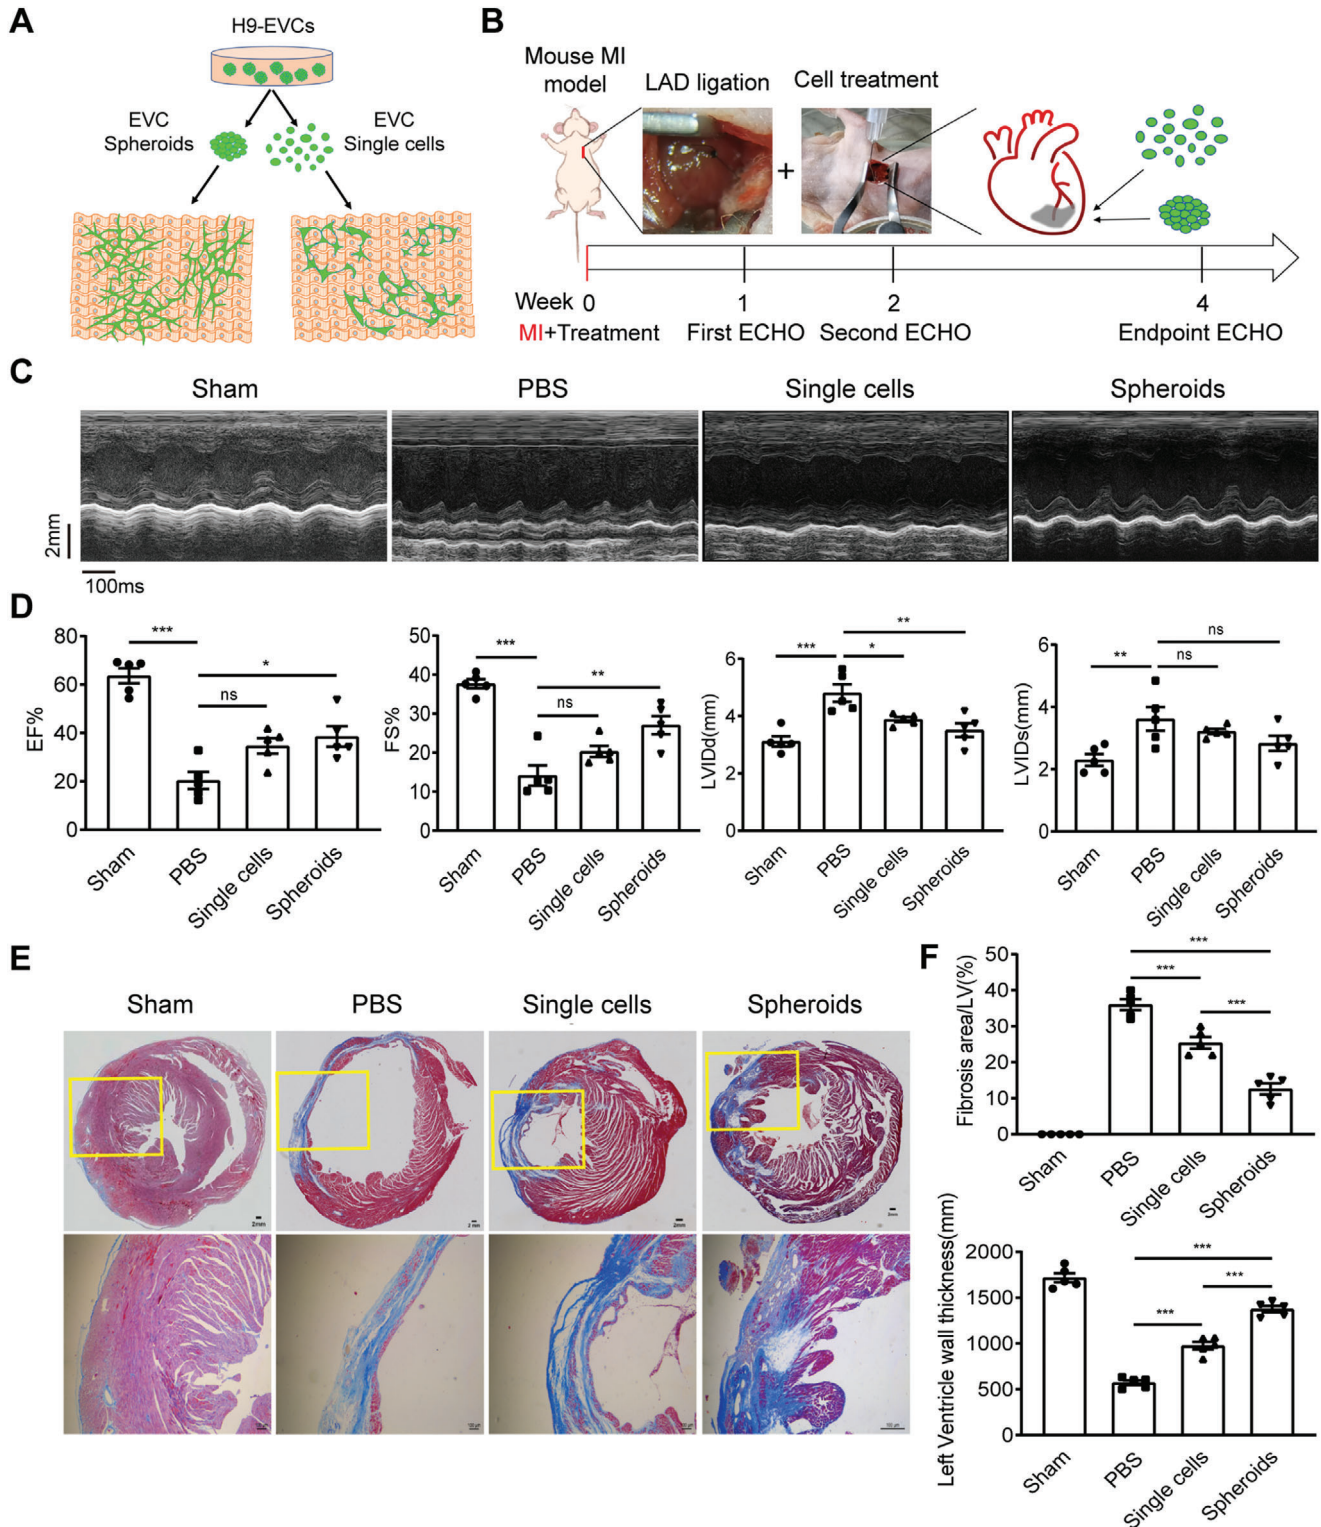 A
H9-EVCs
EVC
Spheroids
EVC
Single cells
B
Mouse MI
model
LAD ligation
Cell treatment
+
Week 0 1 2 4
MI+Treatment First ECHO Second ECHO Endpoint ECHO
C
Sham PBS Single cells Spheroids
2mm
100ms
D
EF%
80
60
40
20
0
***
*
ns
Sham PBS Single cells Spheroids
FS%
50
40
30
20
10
0
***
**
ns
Sham PBS Single cells Spheroids
LVIDd(mm)
6
4
2
0
**
***
*
Sham PBS Single cells Spheroids
LVIDs(mm)
6
4
2
0
ns
**
ns
Sham PBS Single cells Spheroids
E
Sham PBS Single cells Spheroids
2mm
2 mm
2mm
F
Fibrosis area/LV(%)
50
40
30
20
10
0
***
***
***
Sham PBS Single cells Spheroids
Left Ventricle wall thickness(mm)
2000
1500
1000
500
0
***
***
***
Sham PBS Single cells Spheroids